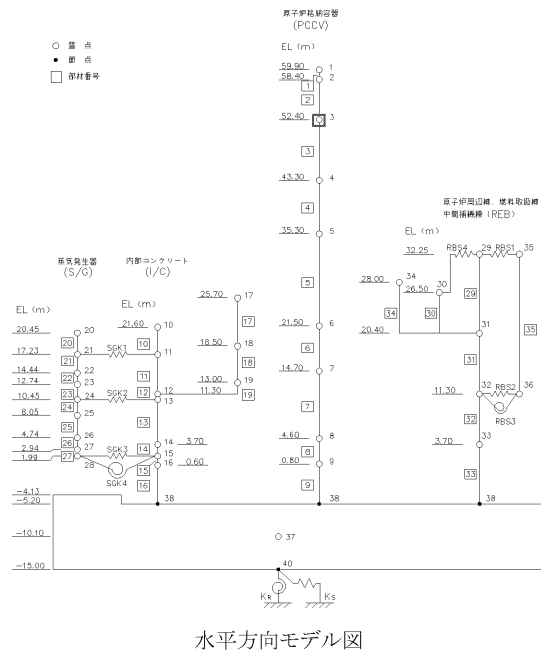 原子炉格納容器
(PCCV)
EL (m)
○ 質 点
● 節 点
□ 部材番号
59.90 1
58.40 2
1
2
52.40 3
3
43.30 4
4
35.30 5
5
21.50 6
6
14.70 7
7
4.60 8
8
0.80 9
9
38
原子炉周辺棟、燃料取扱棟
中間補機棟 (REB)
EL (m)
32.25 RBS4 29 RBS1 35
28.00 34
26.50 30
29
34 30
20.40 31
35
31
11.30 32 RBS2 36
RBS3
32
3.70 33
33
38
蒸気発生器
(S/G)
EL (m)
20.45 20
20
17.23 21 SGK1
21
14.44 22
22
12.74 23
23
10.45 24 SGK2
24
8.05 25
25
4.74 26
26
2.94 27 SGK3
27
1.99 28
SGK4
内部コンクリート
(I/C)
EL (m)
21.60 10
10
11
11
12
12
13
13
14 3.70
14
15
15
16 0.60
16
38
25.70 17
17
18.50 18
18
13.00 19
11.30 19
-4.13
-5.20
-10.10 37
-15.00 40
KR KS
水平方向モデル図